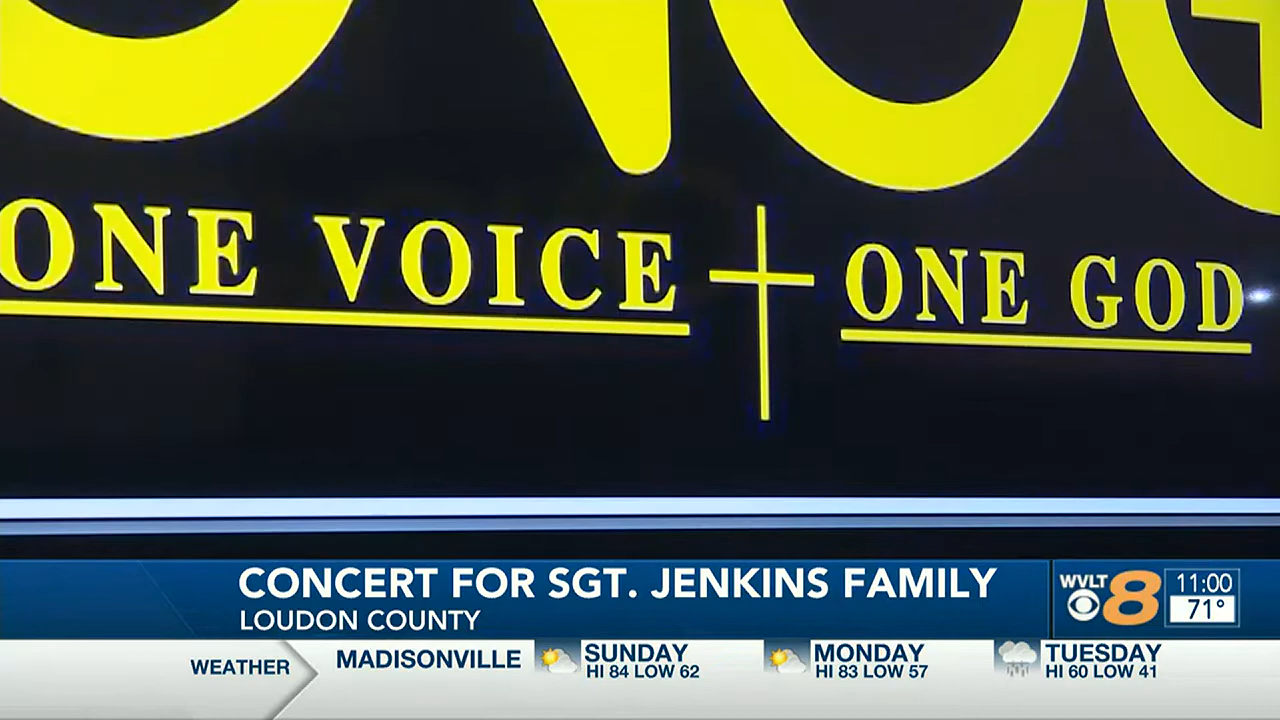 ONE VOICE ONE GOD
CONCERT FOR SGT. JENKINS FAMILY
LOUDON COUNTY
WVLT 8
11:00
71°
WEATHER
MADISONVILLE
SUNDAY
HI 84 LOW 62
MONDAY
HI 83 LOW 57
TUESDAY
HI 60 LOW 41